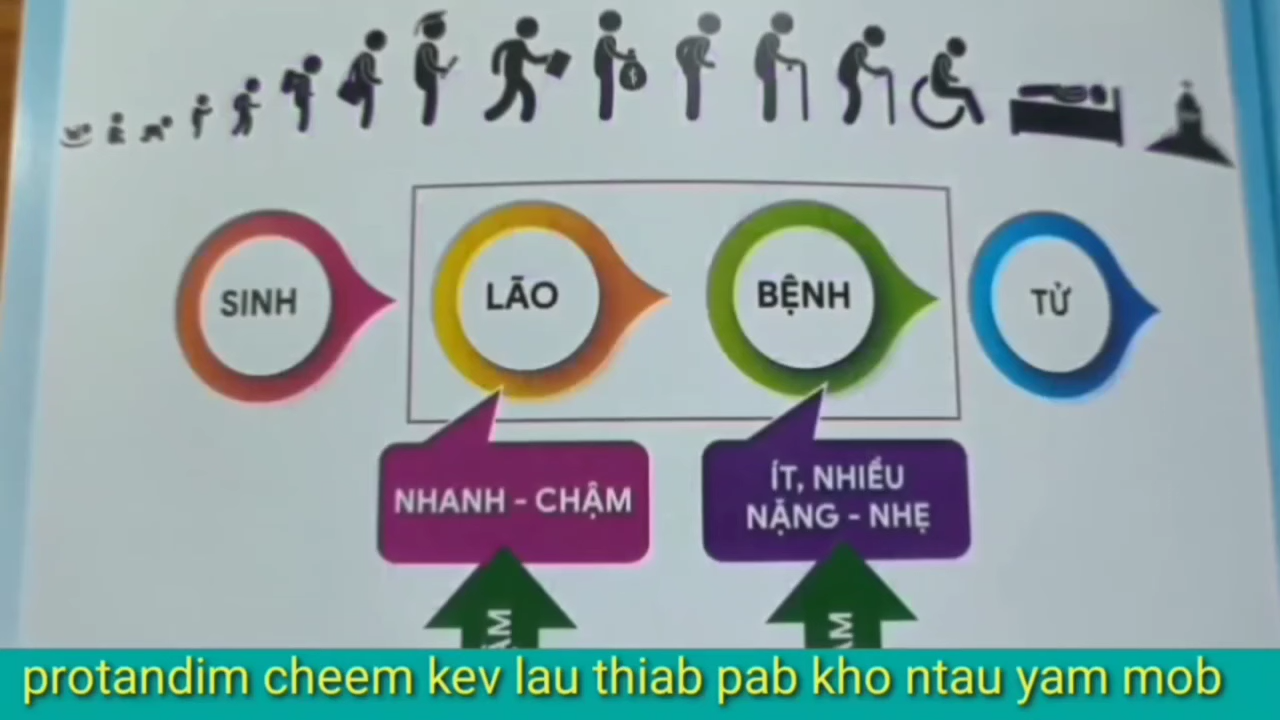 SINH
LÃO
BỆNH
TỬ
NHANH - CHẬM
ÍT, NHIỀU
NẶNG - NHẸ
protandim cheem kev lau thiab pab kho ntau yam mob